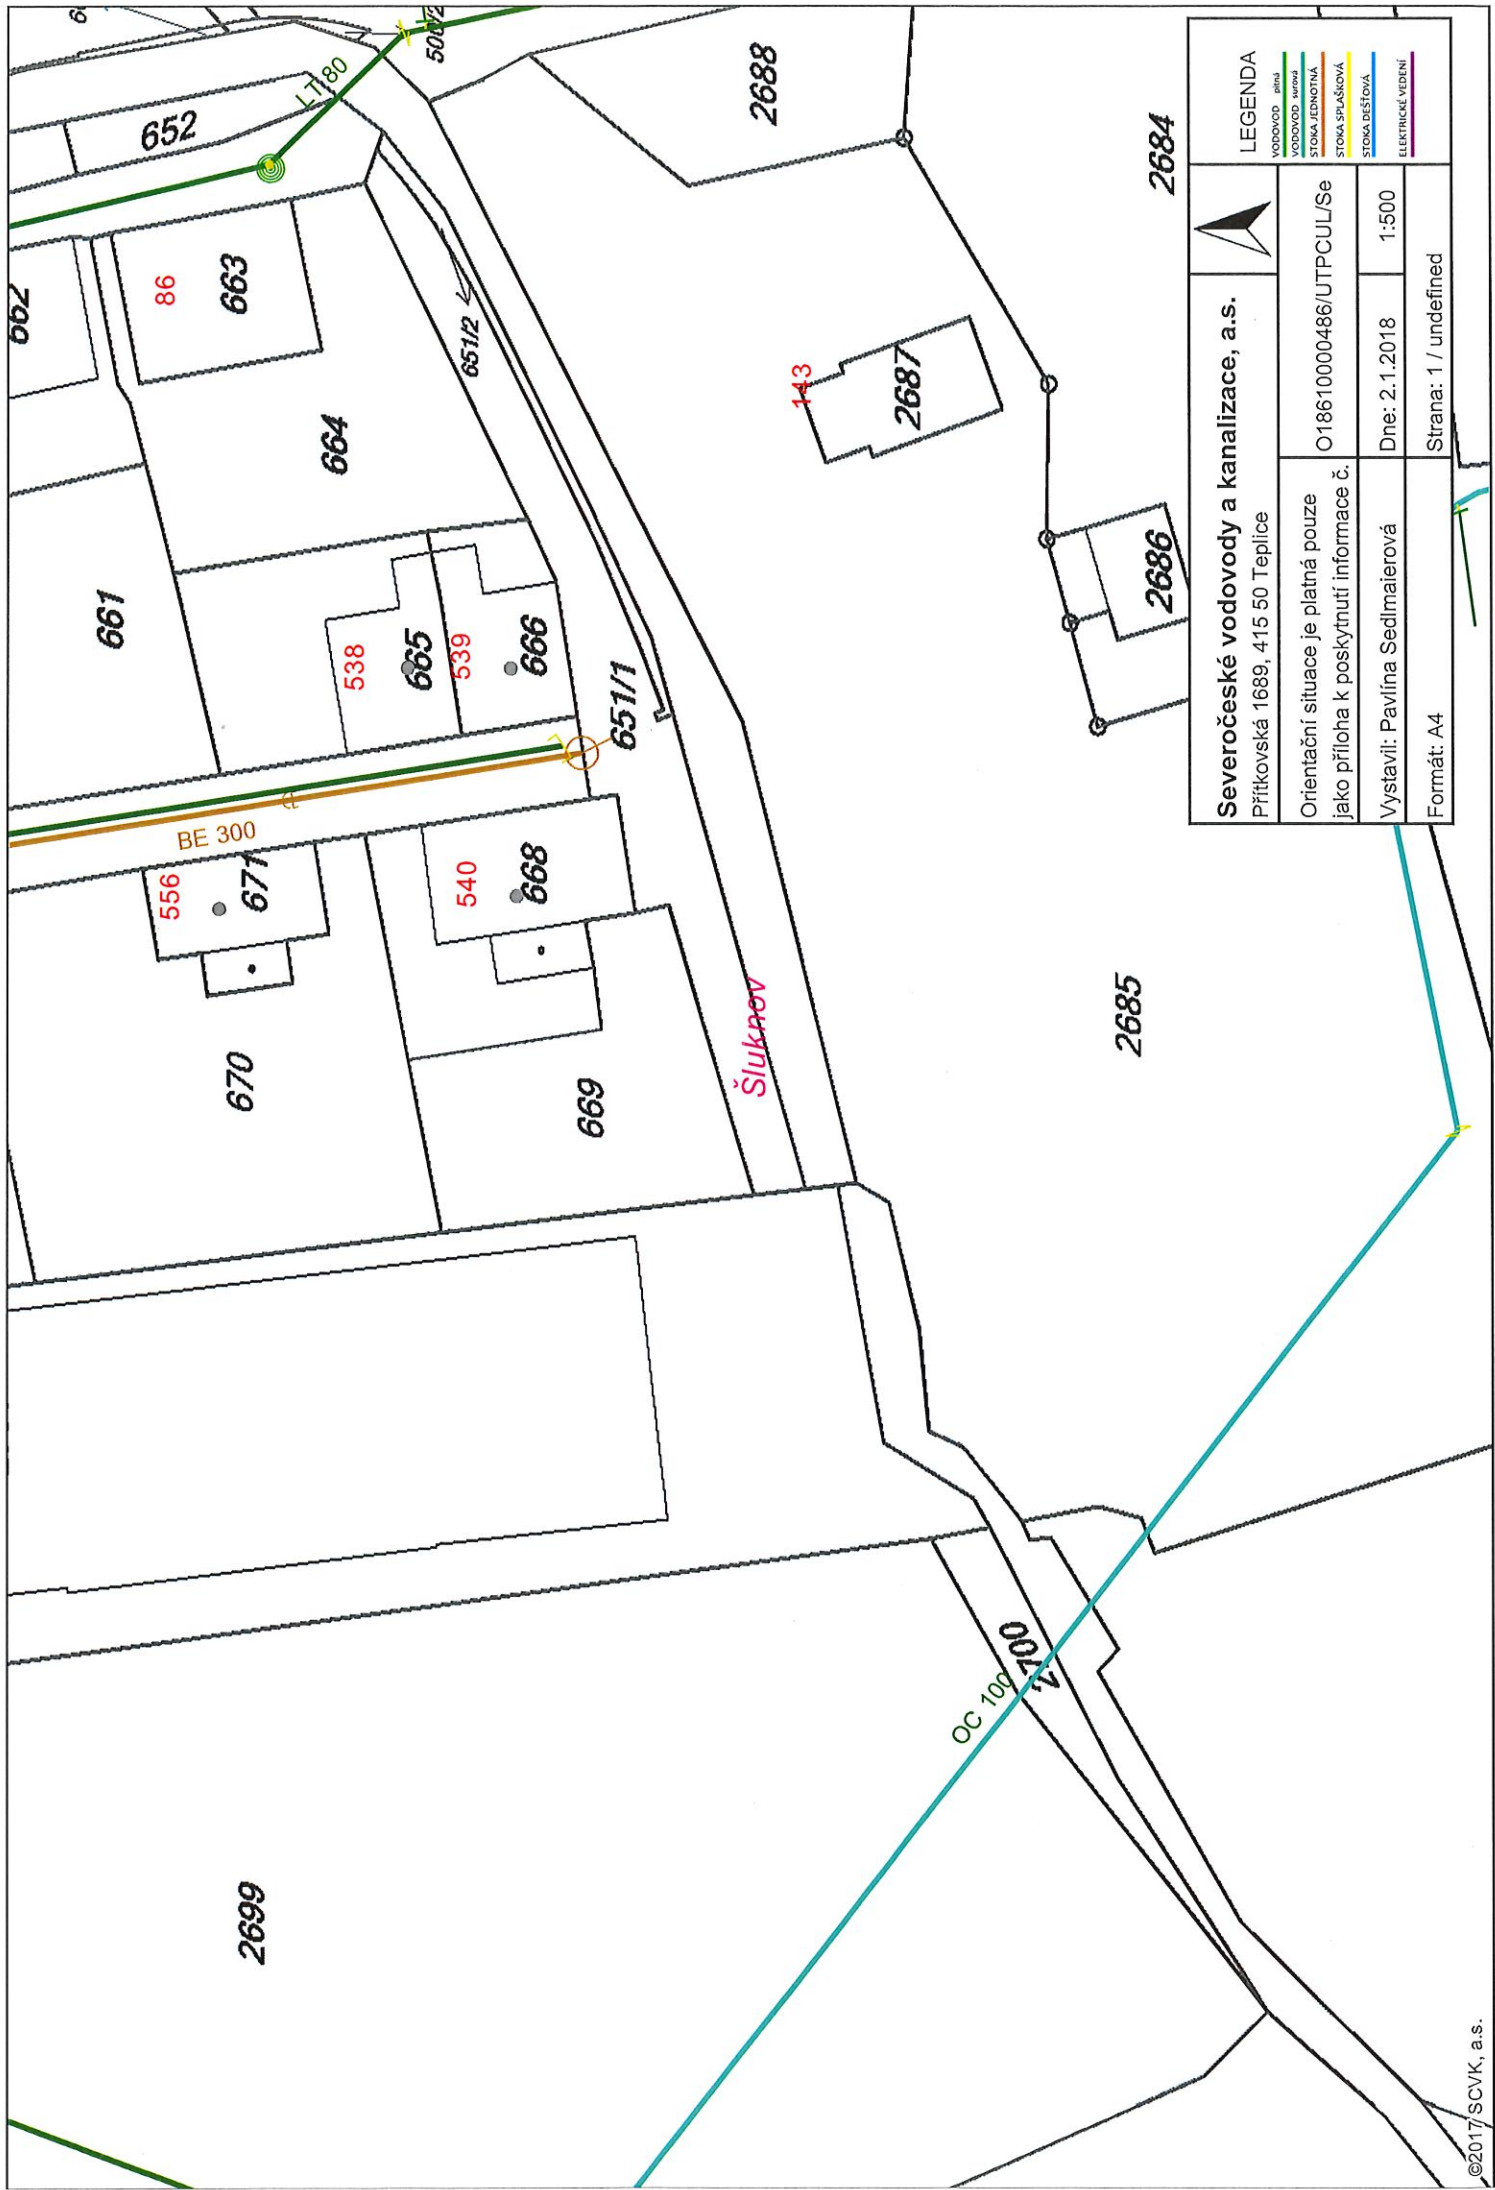 2699
©2017 SCVK, a.s.
OC 100
2700
670
669
Šluknov
2685
556
671
BE 300
540
668
661
538
665
539
666
651/1
664
651/2
662
86
663
652
LT 80
2688
143
2687
2686
2684
Severočeské vodovody a kanalizace, a.s.
Přítkovská 1689, 415 50 Teplice
Orientační situace je platná pouze
jako příloha k poskytnutí informace č.
O18610000486/UTPCUL/Se
Vystavil: Pavlína Sedlmaierová
Dne: 2.1.2018
1:500
Formát: A4
Strana: 1 / undefined
LEGENDA
VODOVOD pitná
VODOVOD surová
STOKA JEDNOTNÁ
STOKA SPLAŠKOVÁ
STOKA DEŠŤOVÁ
ELEKTRICKÉ VEDENÍ